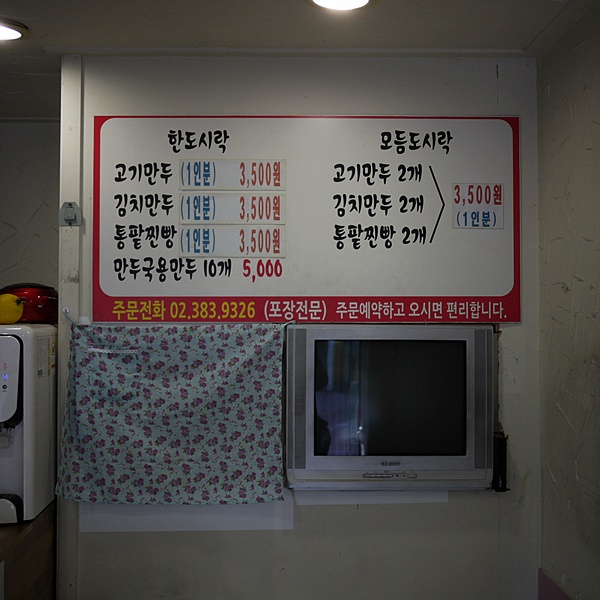 한도시락
고기만두 (1인분) 3,500원
김치만두 (1인분) 3,500원
통팥찐빵 (1인분) 3,500원
만두국용만두 10개 5,000
모듬도시락
고기만두 2개
김치만두 2개
통팥찐빵 2개
3,500원
(1인분)
주문전화 02.383.9326 (포장전문) 주문예약하고 오시면 편리합니다.